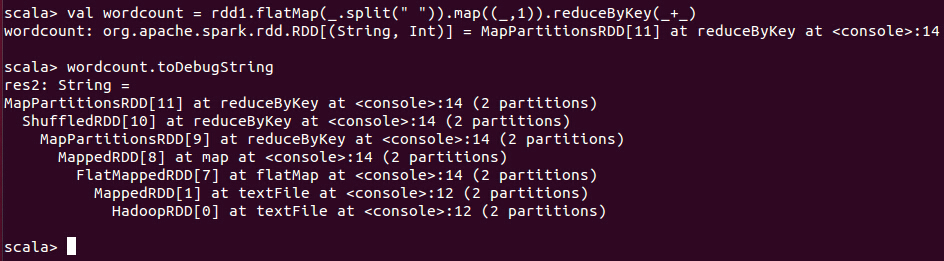 scala> val wordcount = rdd1.flatMap(_.split(" ")).map((_,1)).reduceByKey(_+_)
wordcount: org.apache.spark.rdd.RDD[(String, Int)] = MapPartitionsRDD[11] at reduceByKey at <console>:14
scala> wordcount.toDebugString
res2: String =
MapPartitionsRDD[11] at reduceByKey at <console>:14 (2 partitions)
  ShuffledRDD[10] at reduceByKey at <console>:14 (2 partitions)
    MapPartitionsRDD[9] at reduceByKey at <console>:14 (2 partitions)
      MappedRDD[8] at map at <console>:14 (2 partitions)
        FlatMappedRDD[7] at flatMap at <console>:14 (2 partitions)
          MappedRDD[1] at textFile at <console>:12 (2 partitions)
            HadoopRDD[0] at textFile at <console>:12 (2 partitions)
scala>